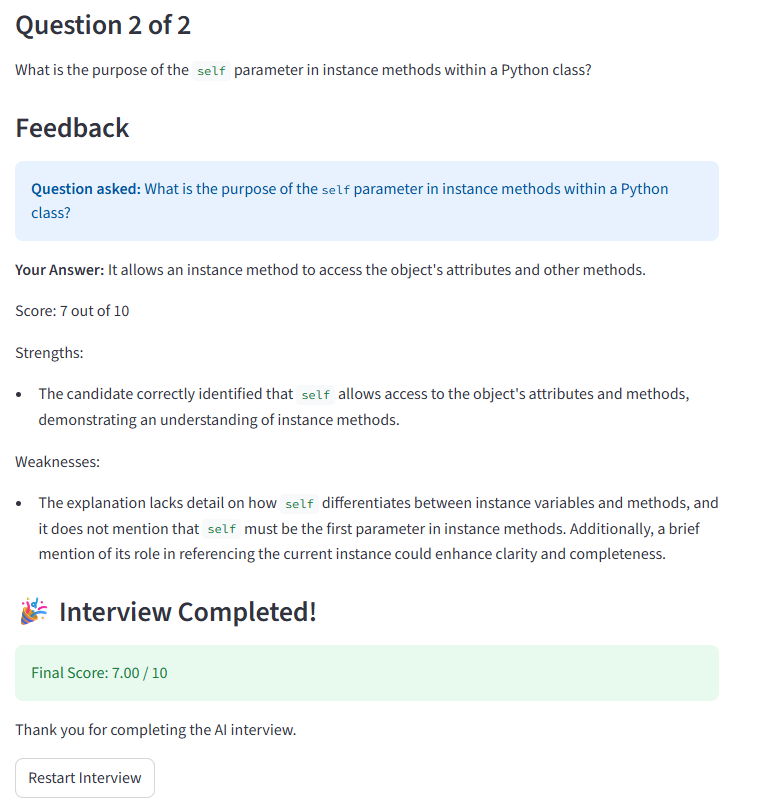 Question 2 of 2
What is the purpose of the self parameter in instance methods within a Python class?
Feedback
Question asked: What is the purpose of the self parameter in instance methods within a Python
class?
Your Answer: It allows an instance method to access the object's attributes and other methods.
Score: 7 out of 10
Strengths:
• The candidate correctly identified that self allows access to the object's attributes and methods,
demonstrating an understanding of instance methods.
Weaknesses:
• The explanation lacks detail on how self differentiates between instance variables and methods, and
it does not mention that self must be the first parameter in instance methods. Additionally, a brief
mention of its role in referencing the current instance could enhance clarity and completeness.
🎉 Interview Completed!
Final Score: 7.00 / 10
Thank you for completing the AI interview.
Restart Interview